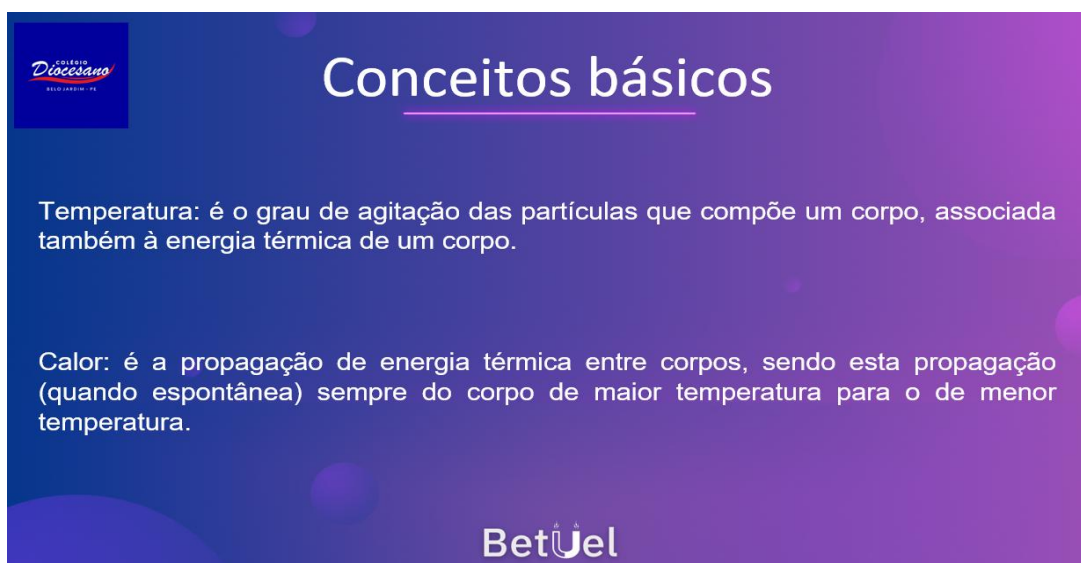 COLÉGIO
Diocesano
BELO JARDIM - PE
Conceitos básicos
Temperatura: é o grau de agitação das partículas que compõe um corpo, associada
também à energia térmica de um corpo.
Calor: é a propagação de energia térmica entre corpos, sendo esta propagação
(quando espontânea) sempre do corpo de maior temperatura para o de menor
temperatura.
Betüel